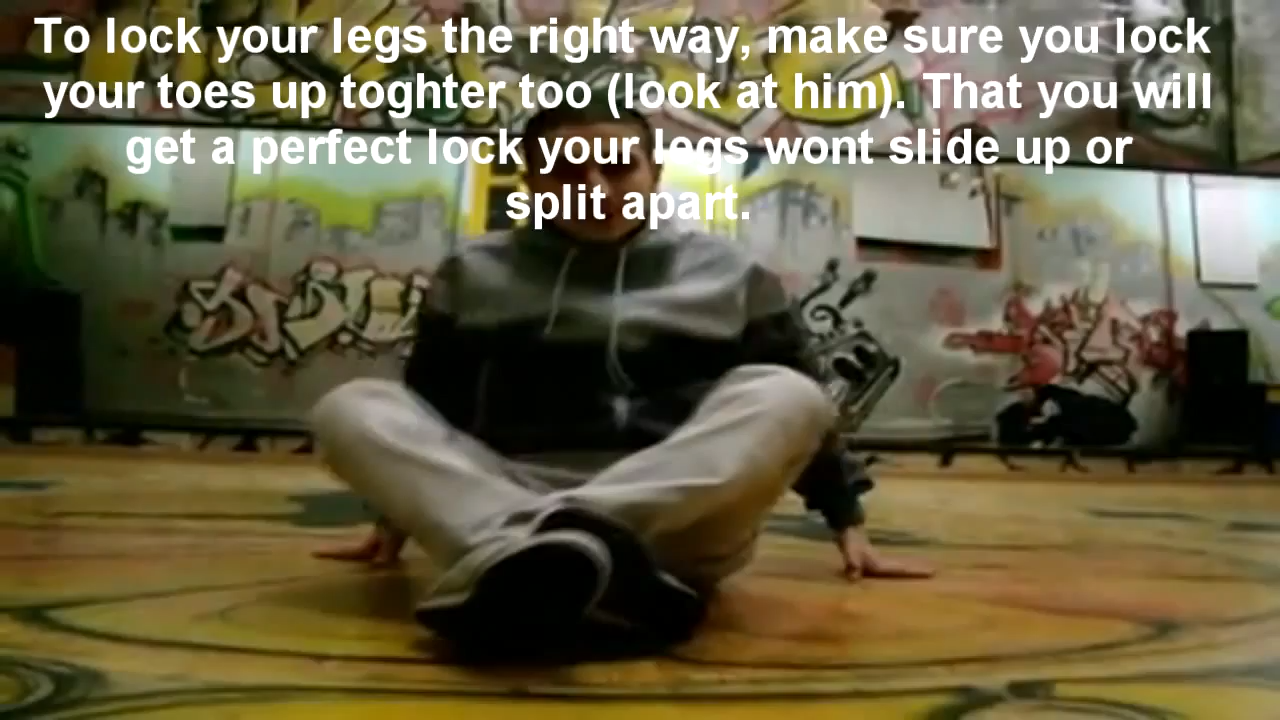 To lock your legs the right way, make sure you lock
your toes up toghter too (look at him). That you will
get a perfect lock your legs wont slide up or
split apart.